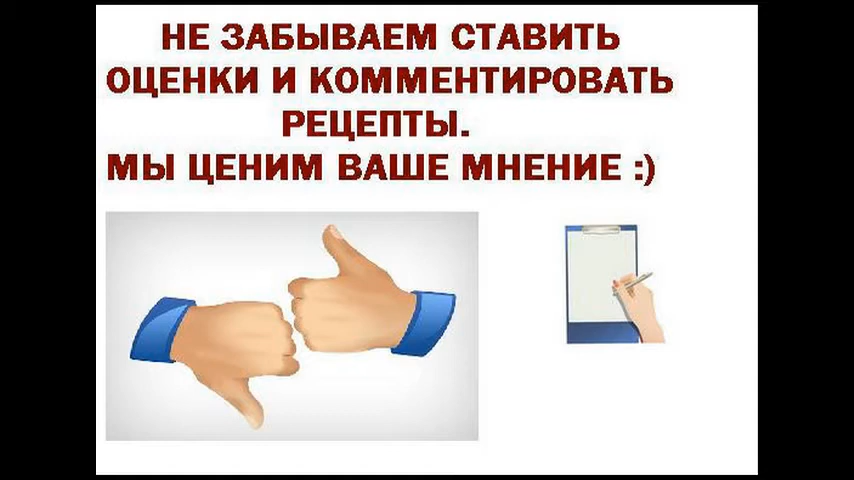 НЕ ЗАБЫВАЕМ СТАВИТЬ
ОЦЕНКИ И КОММЕНТИРОВАТЬ
РЕЦЕПТЫ.
МЫ ЦЕНИМ ВАШЕ МНЕНИЕ :)